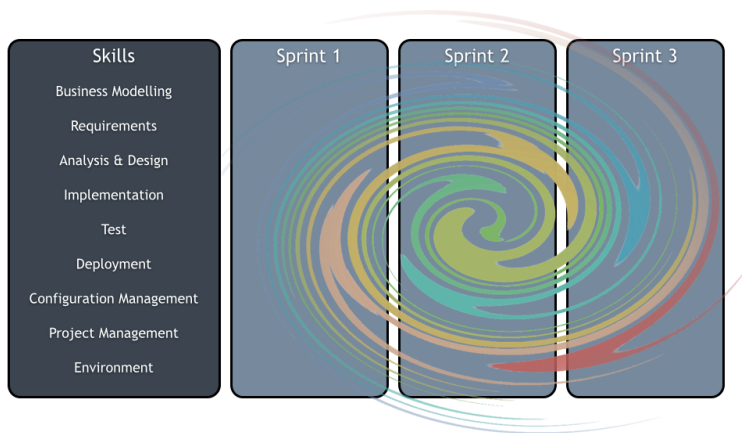 Skills
Sprint 1
Sprint 2
Sprint 3
Business Modelling
Requirements
Analysis & Design
Implementation
Test
Deployment
Configuration Management
Project Management
Environment